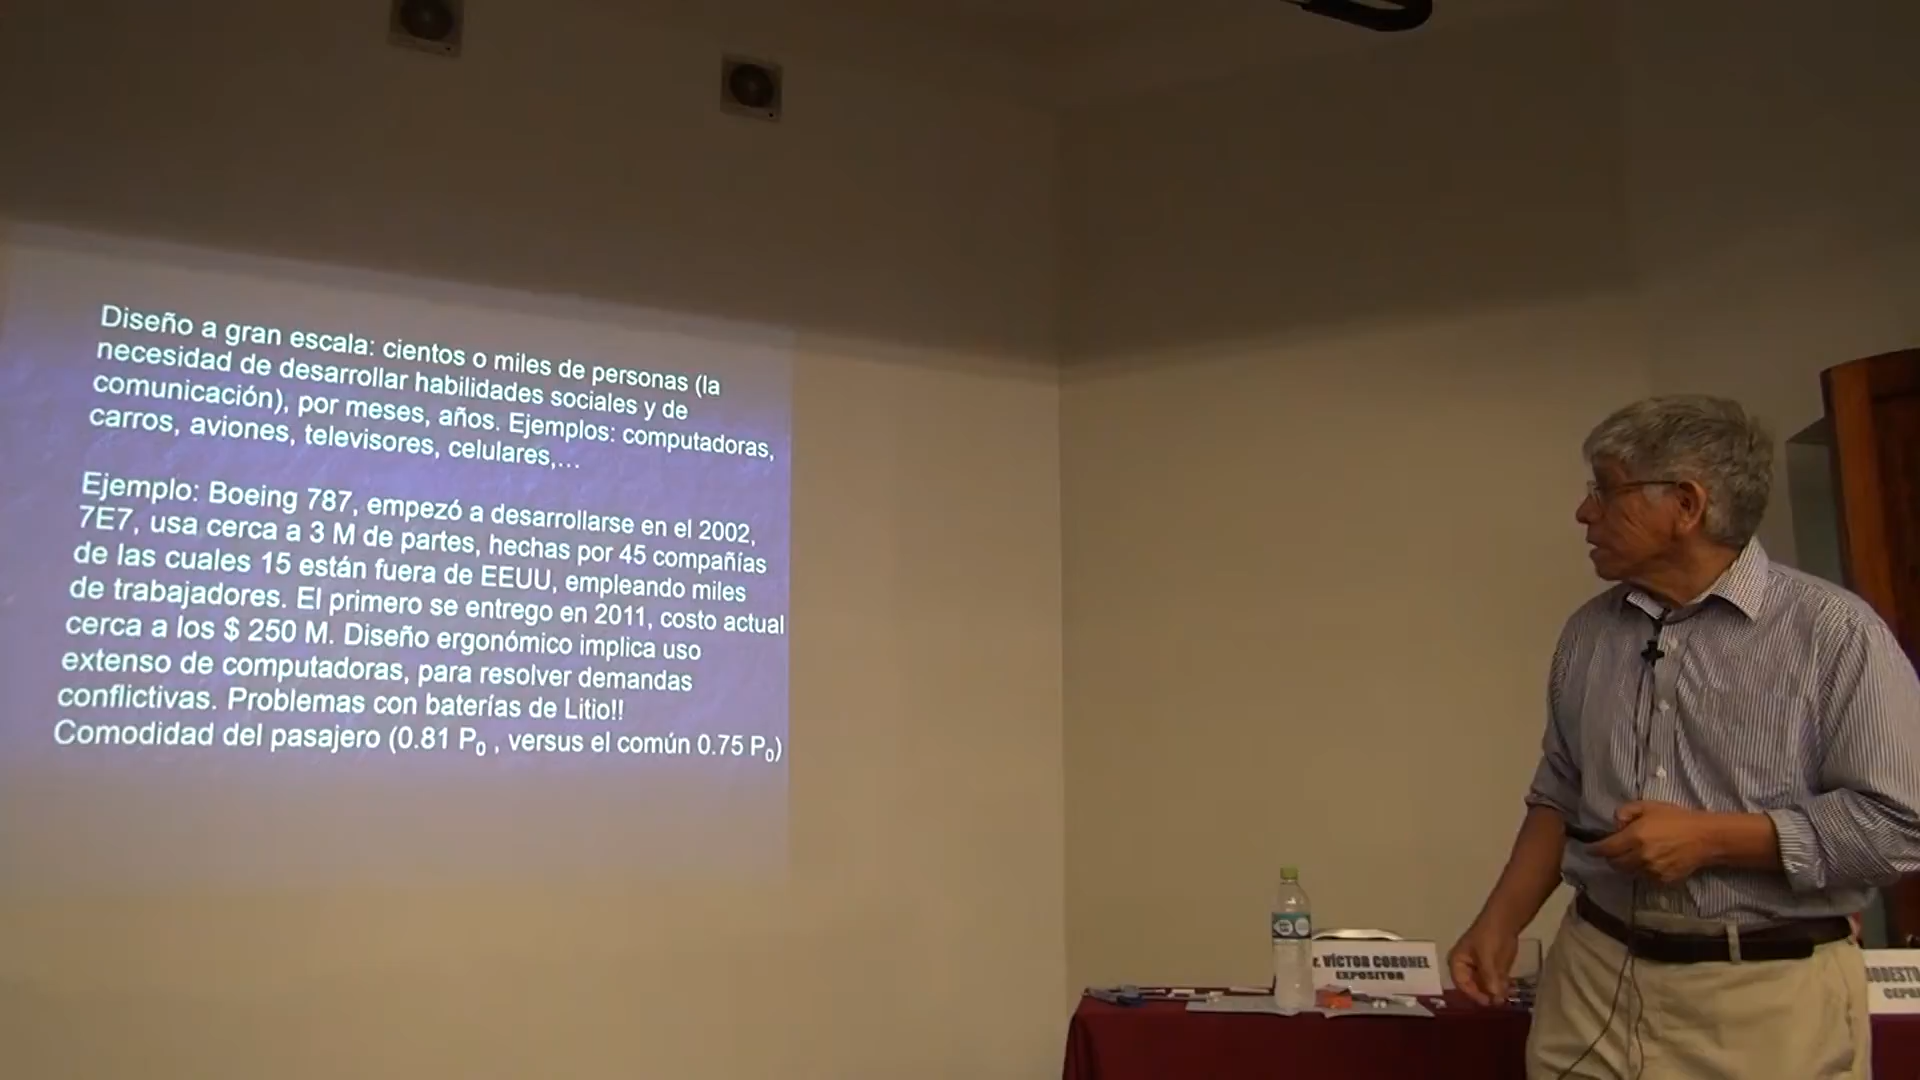 Diseño a gran escala: cientos o miles de personas (la
necesidad de desarrollar habilidades sociales y de
comunicación), por meses, años. Ejemplos: computadoras,
carros, aviones, televisores, celulares,...
Ejemplo: Boeing 787, empezó a desarrollarse en el 2002,
7E7, usa cerca a 3 M de partes, hechas por 45 compañías
de las cuales 15 están fuera de EEUU, empleando miles
de trabajadores. El primero se entrego en 2011, costo actual
cerca a los $ 250 M. Diseño ergonómico implica uso
extenso de computadoras, para resolver demandas
conflictivas. Problemas con baterías de Litio!!
Comodidad del pasajero (0.81 P₀ , versus el común 0.75 P₀)
r. VÍCTOR CORONEL
EXPOSITOR